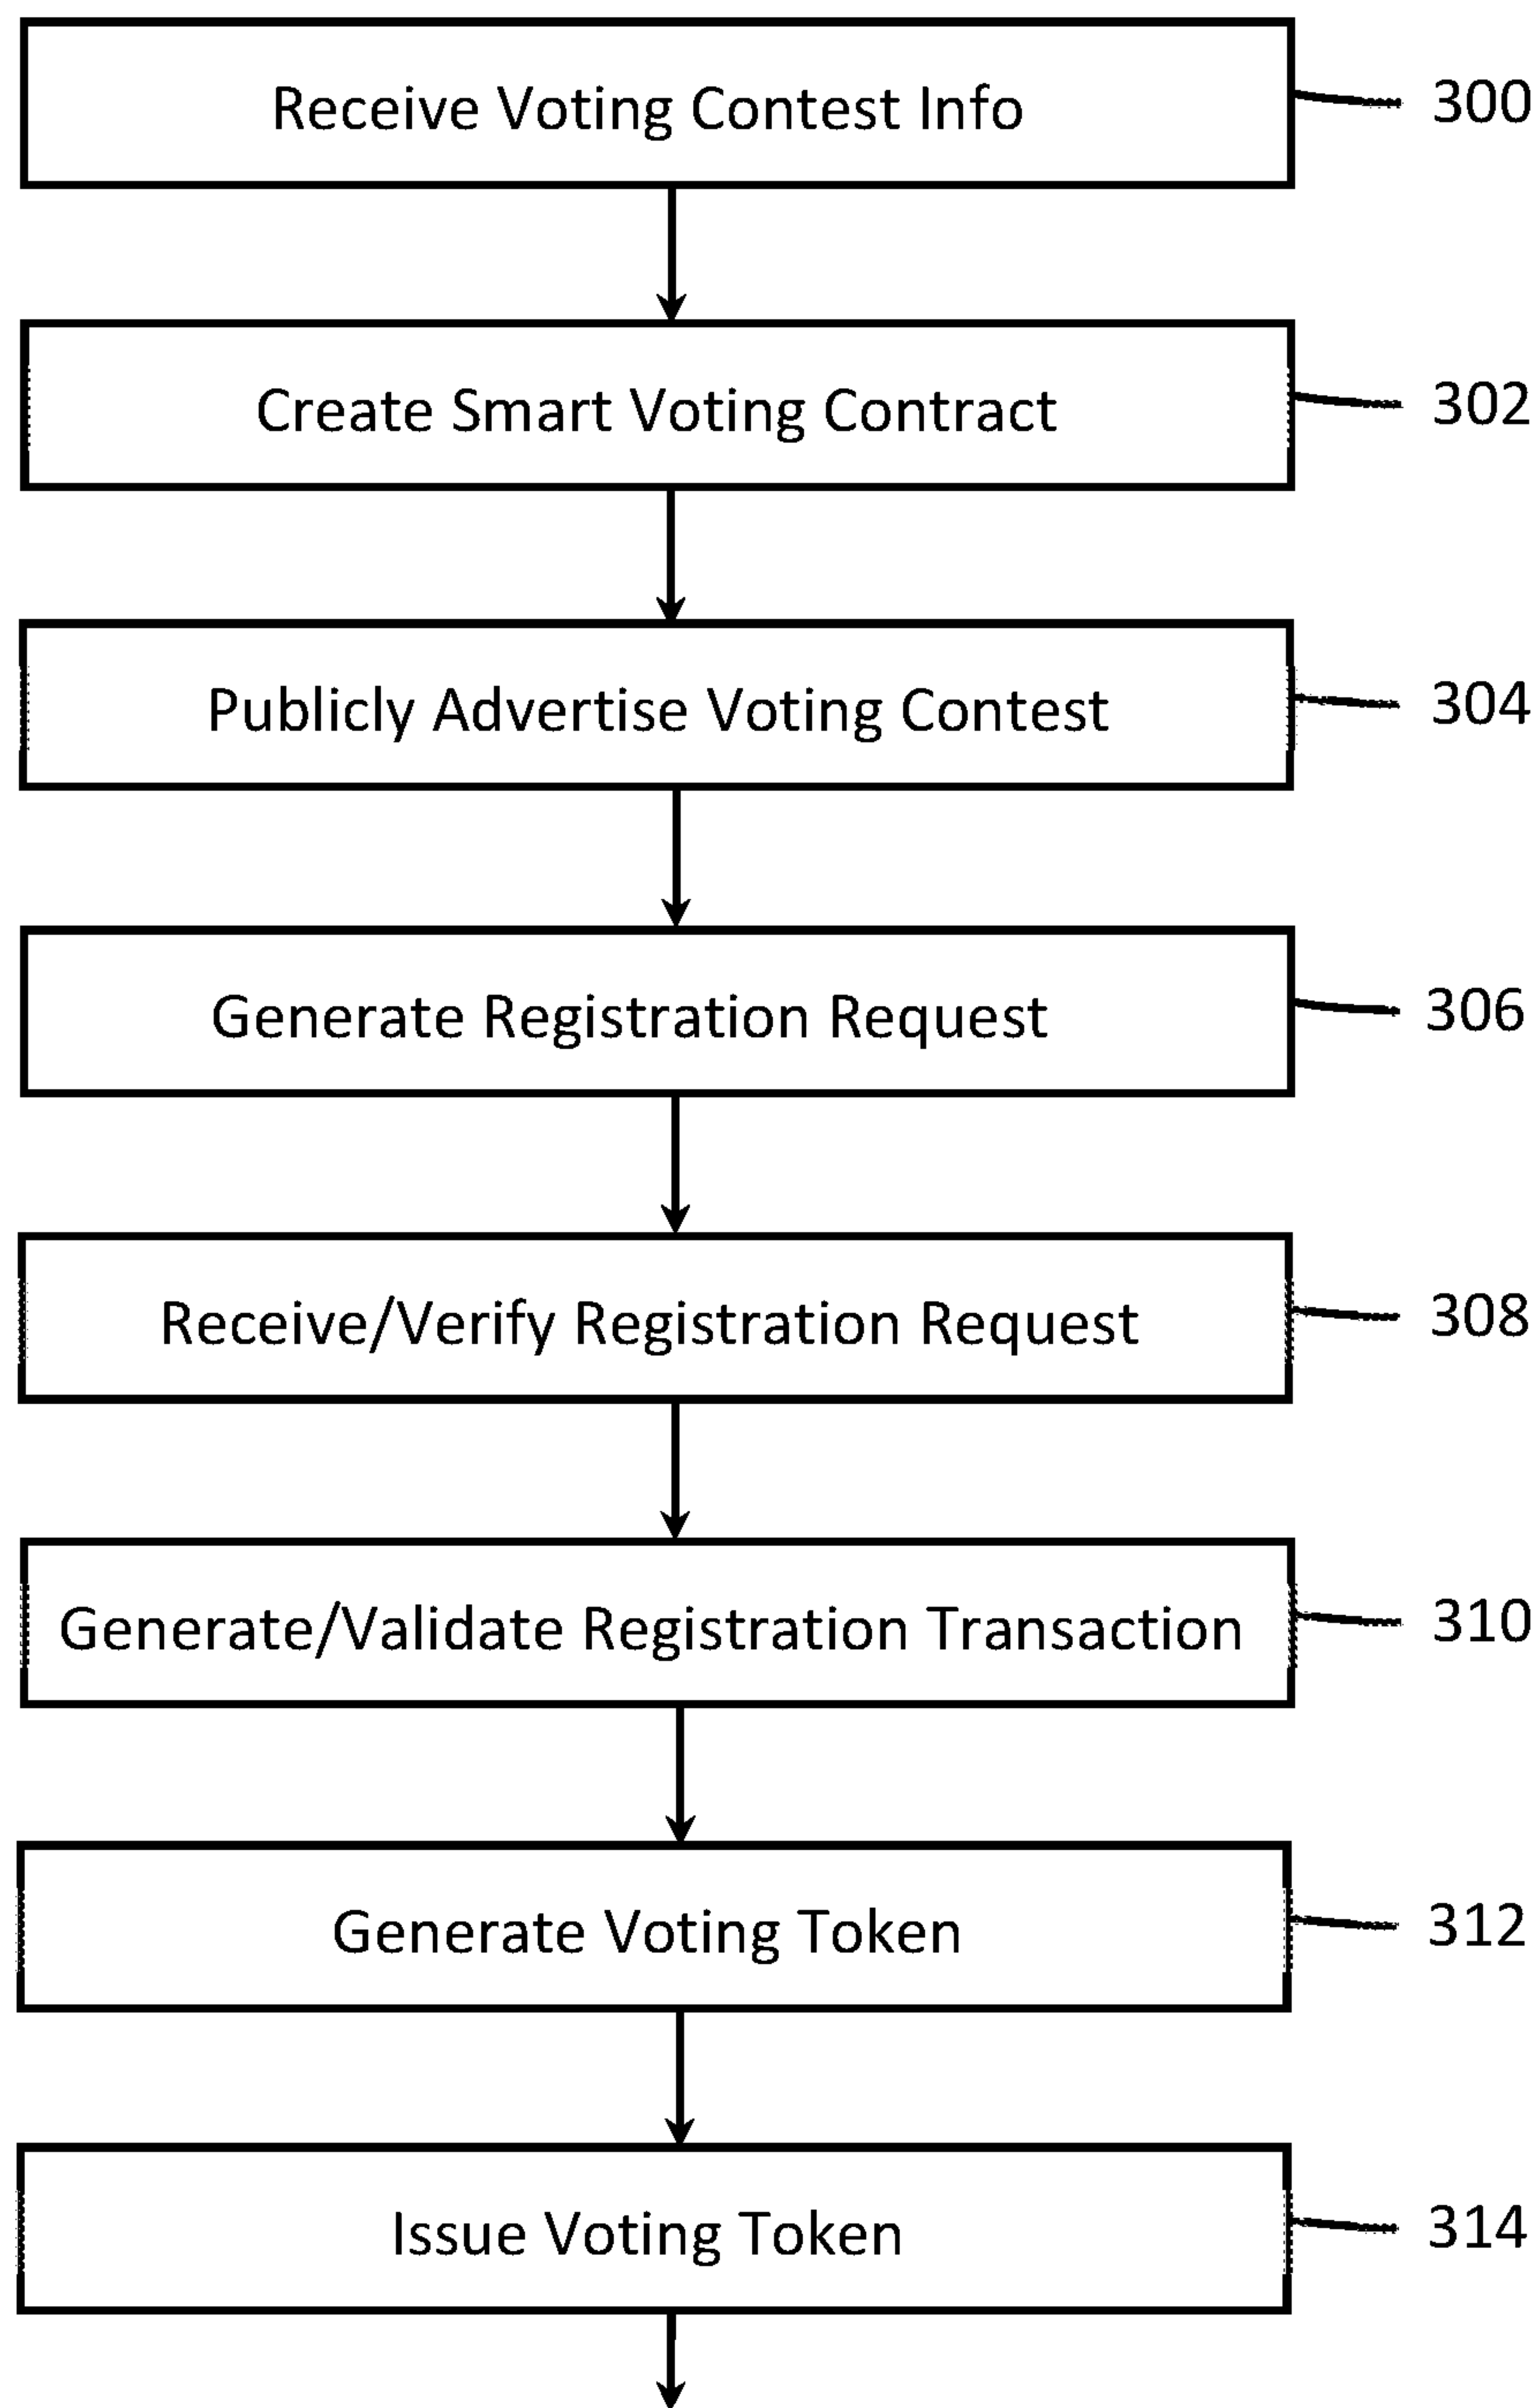 Receive Voting Contest Info 300
Create Smart Voting Contract 302
Publicly Advertise Voting Contest 304
Generate Registration Request 306
Receive/Verify Registration Request 308
Generate/Validate Registration Transaction 310
Generate Voting Token 312
Issue Voting Token 314